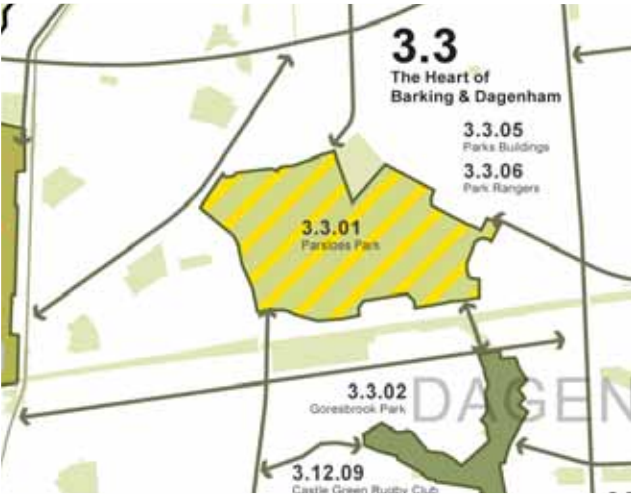 3.3
The Heart of
Barking & Dagenham
3.3.05
Parks Buildings
3.3.06
Park Rangers
3.3.01
Parsloes Park
3.3.02
Goresbrook Park
DAGEN
3.12.09
Castle Green Rugby Club